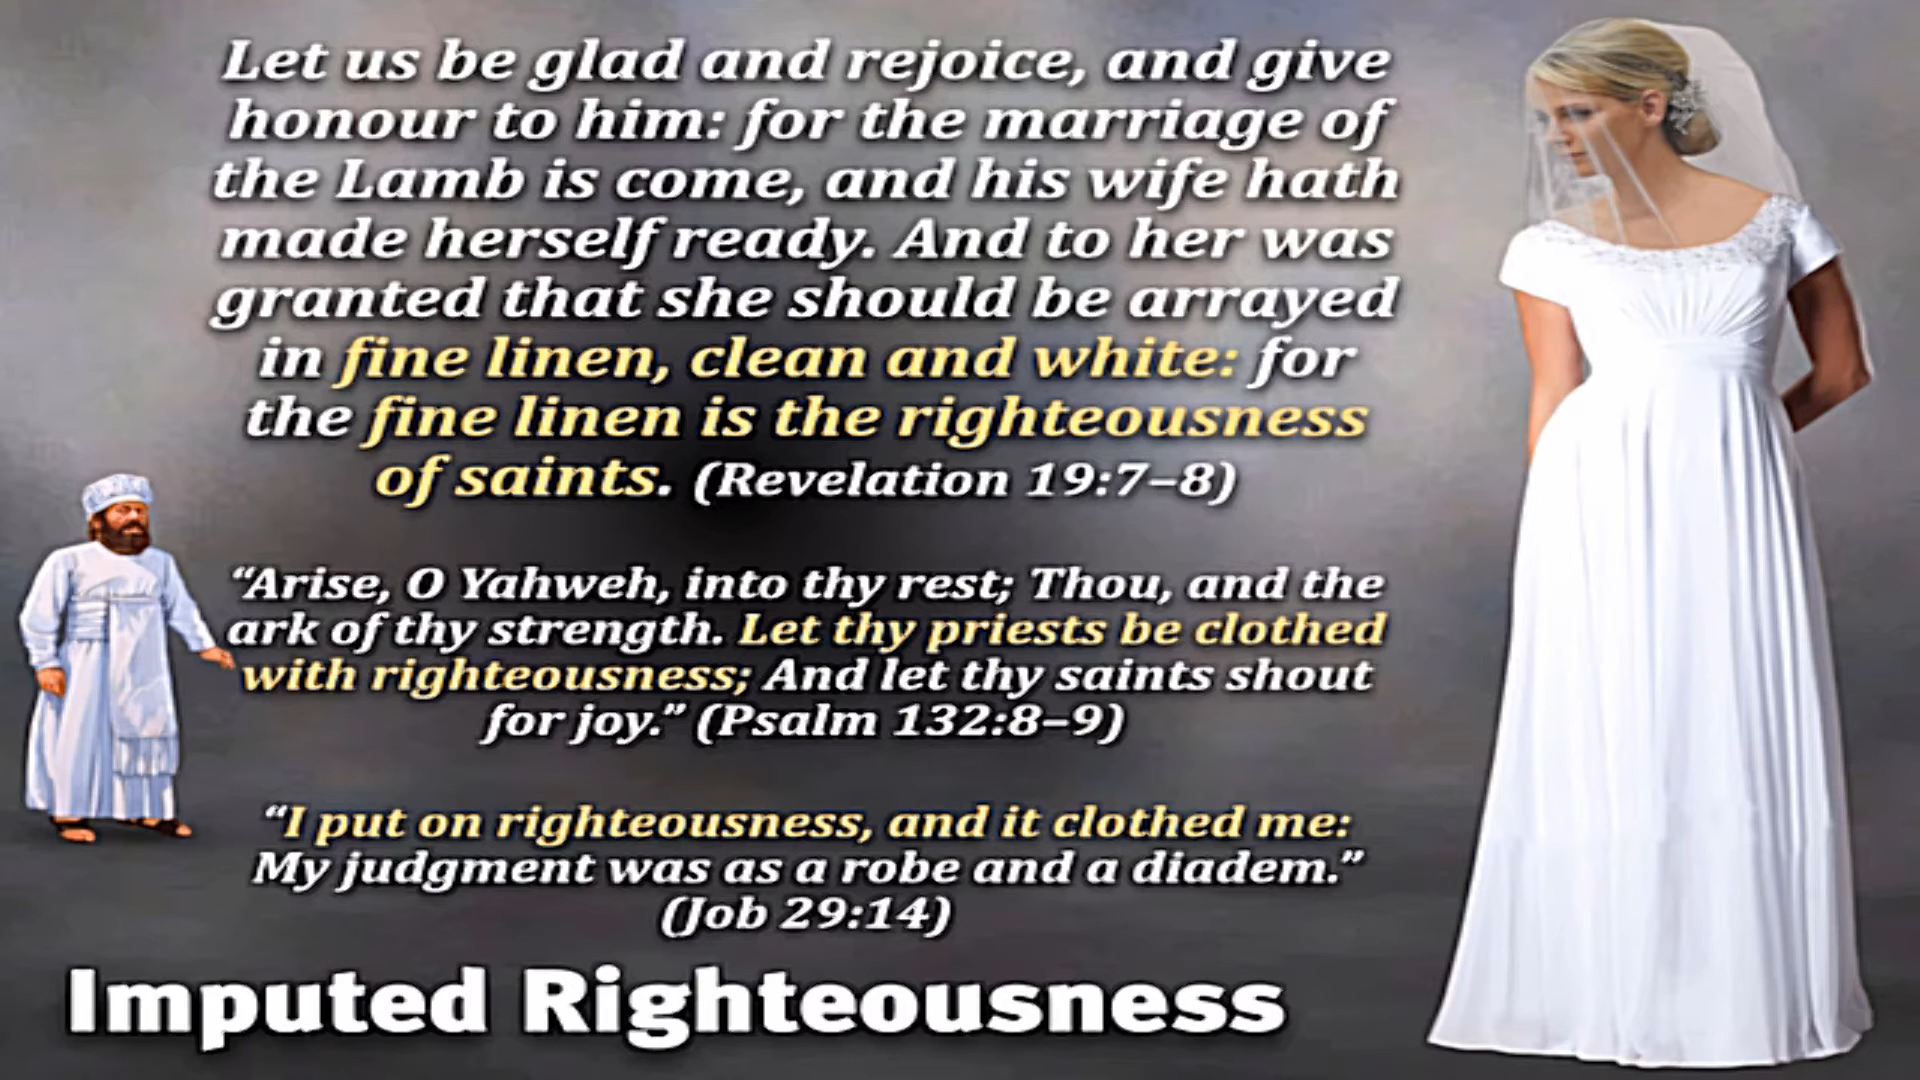 Let us be glad and rejoice, and give
honour to him: for the marriage of
the Lamb is come, and his wife hath
made herself ready. And to her was
granted that she should be arrayed
in fine linen, clean and white: for
the fine linen is the righteousness
of saints. (Revelation 19:7–8)
“Arise, O Yahweh, into thy rest; Thou, and the
ark of thy strength. Let thy priests be clothed
with righteousness; And let thy saints shout
for joy.” (Psalm 132:8–9)
“I put on righteousness, and it clothed me:
My judgment was as a robe and a diadem.”
(Job 29:14)
Imputed Righteousness